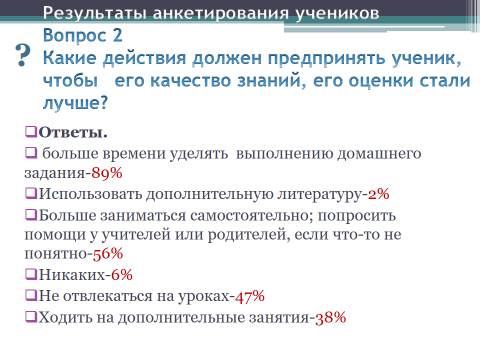 Результаты анкетирования учеников
Вопрос 2
?
Какие действия должен предпринять ученик,
чтобы его качество знаний, его оценки стали
лучше?
Ответы.
больше времени уделять выполнению домашнего
задания-89%
Использовать дополнительную литературу-2%
Больше заниматься самостоятельно; попросить
помощи у учителей или родителей, если что-то не
понятно-56%
Никаких-6%
Не отвлекаться на уроках-47%
Ходить на дополнительные занятия-38%